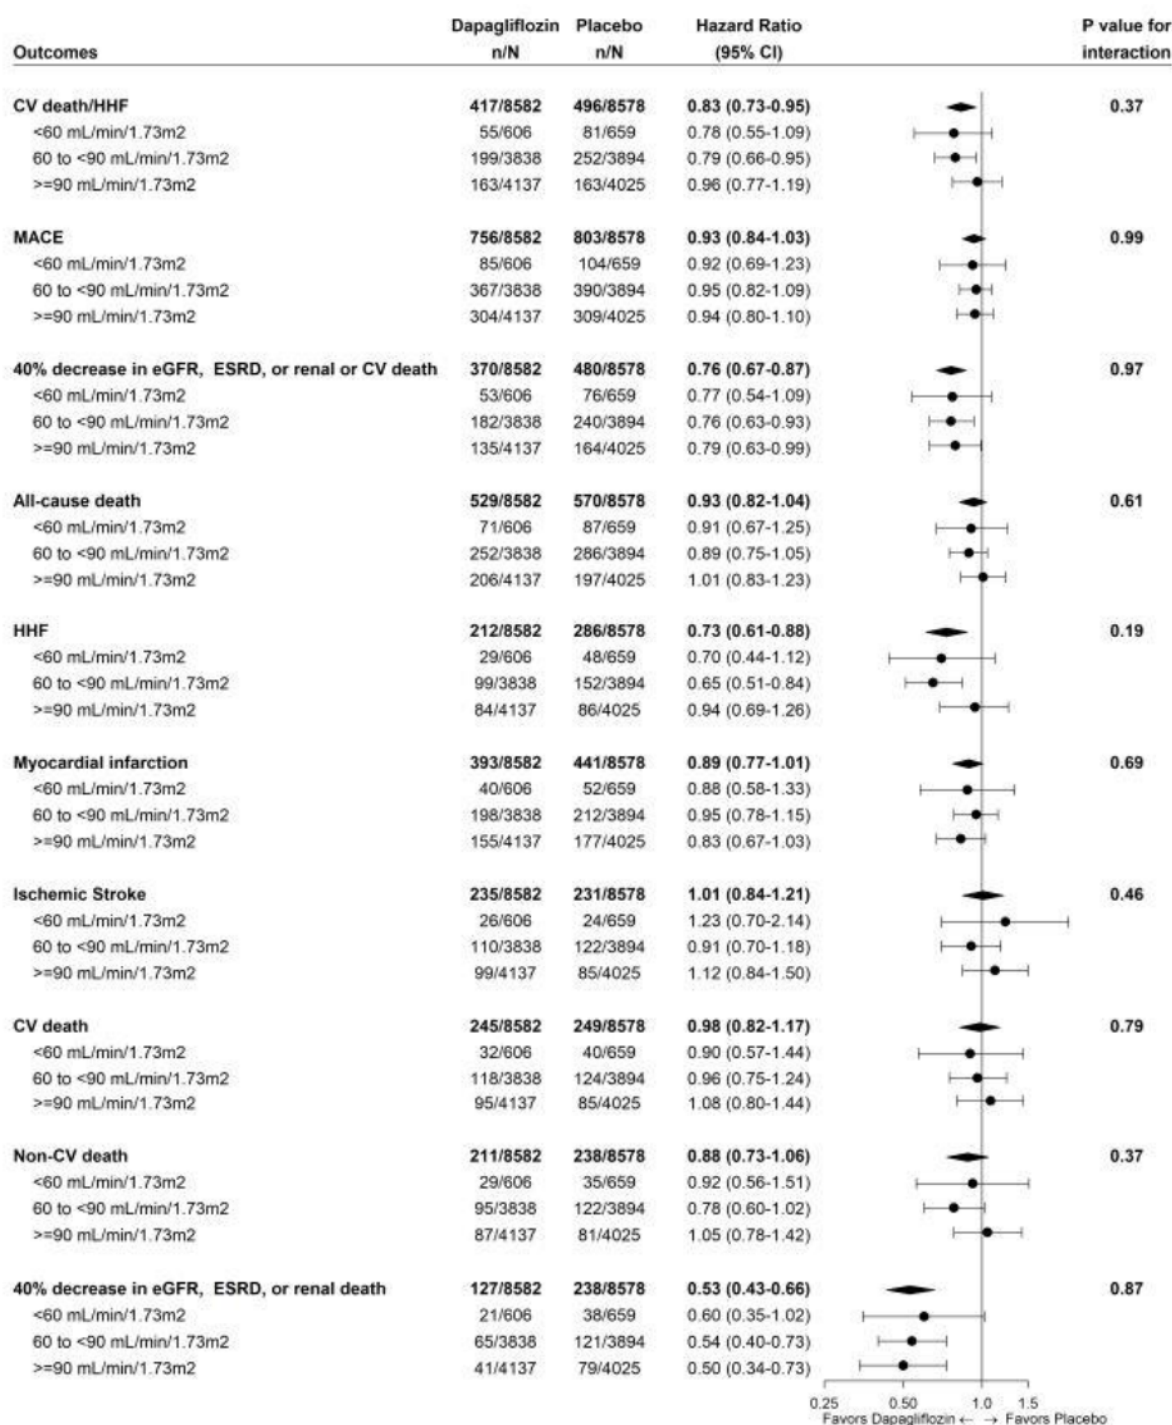 Dapagliflozin Placebo Hazard Ratio P value for
Outcomes n/N n/N (95% CI) interaction
CV death/HHF 417/8582 496/8578 0.83 (0.73-0.95) 0.37
<60 mL/min/1.73m2 55/606 81/659 0.78 (0.55-1.09)
60 to <90 mL/min/1.73m2 199/3838 252/3894 0.79 (0.66-0.95)
>=90 mL/min/1.73m2 163/4137 163/4025 0.96 (0.77-1.19)
MACE 756/8582 803/8578 0.93 (0.84-1.03) 0.99
<60 mL/min/1.73m2 85/606 104/659 0.92 (0.69-1.23)
60 to <90 mL/min/1.73m2 367/3838 390/3894 0.95 (0.82-1.09)
>=90 mL/min/1.73m2 304/4137 309/4025 0.94 (0.80-1.10)
40% decrease in eGFR, ESRD, or renal or CV death 370/8582 480/8578 0.76 (0.67-0.87) 0.97
<60 mL/min/1.73m2 53/606 76/659 0.77 (0.54-1.09)
60 to <90 mL/min/1.73m2 182/3838 240/3894 0.76 (0.63-0.93)
>=90 mL/min/1.73m2 135/4137 164/4025 0.79 (0.63-0.99)
All-cause death 529/8582 570/8578 0.93 (0.82-1.04) 0.61
<60 mL/min/1.73m2 71/606 87/659 0.91 (0.67-1.25)
60 to <90 mL/min/1.73m2 252/3838 286/3894 0.89 (0.75-1.05)
>=90 mL/min/1.73m2 206/4137 197/4025 1.01 (0.83-1.23)
HHF 212/8582 286/8578 0.73 (0.61-0.88) 0.19
<60 mL/min/1.73m2 29/606 48/659 0.70 (0.44-1.12)
60 to <90 mL/min/1.73m2 99/3838 152/3894 0.65 (0.51-0.84)
>=90 mL/min/1.73m2 84/4137 86/4025 0.94 (0.69-1.26)
Myocardial infarction 393/8582 441/8578 0.89 (0.77-1.01) 0.69
<60 mL/min/1.73m2 40/606 52/659 0.88 (0.58-1.33)
60 to <90 mL/min/1.73m2 198/3838 212/3894 0.95 (0.78-1.15)
>=90 mL/min/1.73m2 155/4137 177/4025 0.83 (0.67-1.03)
Ischemic Stroke 235/8582 231/8578 1.01 (0.84-1.21) 0.46
<60 mL/min/1.73m2 26/606 24/659 1.23 (0.70-2.14)
60 to <90 mL/min/1.73m2 110/3838 122/3894 0.91 (0.70-1.18)
>=90 mL/min/1.73m2 99/4137 85/4025 1.12 (0.84-1.50)
CV death 245/8582 249/8578 0.98 (0.82-1.17) 0.79
<60 mL/min/1.73m2 32/606 40/659 0.90 (0.57-1.44)
60 to <90 mL/min/1.73m2 118/3838 124/3894 0.96 (0.75-1.24)
>=90 mL/min/1.73m2 95/4137 85/4025 1.08 (0.80-1.44)
Non-CV death 211/8582 238/8578 0.88 (0.73-1.06) 0.37
<60 mL/min/1.73m2 29/606 35/659 0.92 (0.56-1.51)
60 to <90 mL/min/1.73m2 95/3838 122/3894 0.78 (0.60-1.02)
>=90 mL/min/1.73m2 87/4137 81/4025 1.05 (0.78-1.42)
40% decrease in eGFR, ESRD, or renal death 127/8582 238/8578 0.53 (0.43-0.66) 0.87
<60 mL/min/1.73m2 21/606 38/659 0.60 (0.35-1.02)
60 to <90 mL/min/1.73m2 65/3838 121/3894 0.54 (0.40-0.73)
>=90 mL/min/1.73m2 41/4137 79/4025 0.50 (0.34-0.73)
0.25 0.50 1.0 1.5
Favors Dapagliflozin ← → Favors Placebo